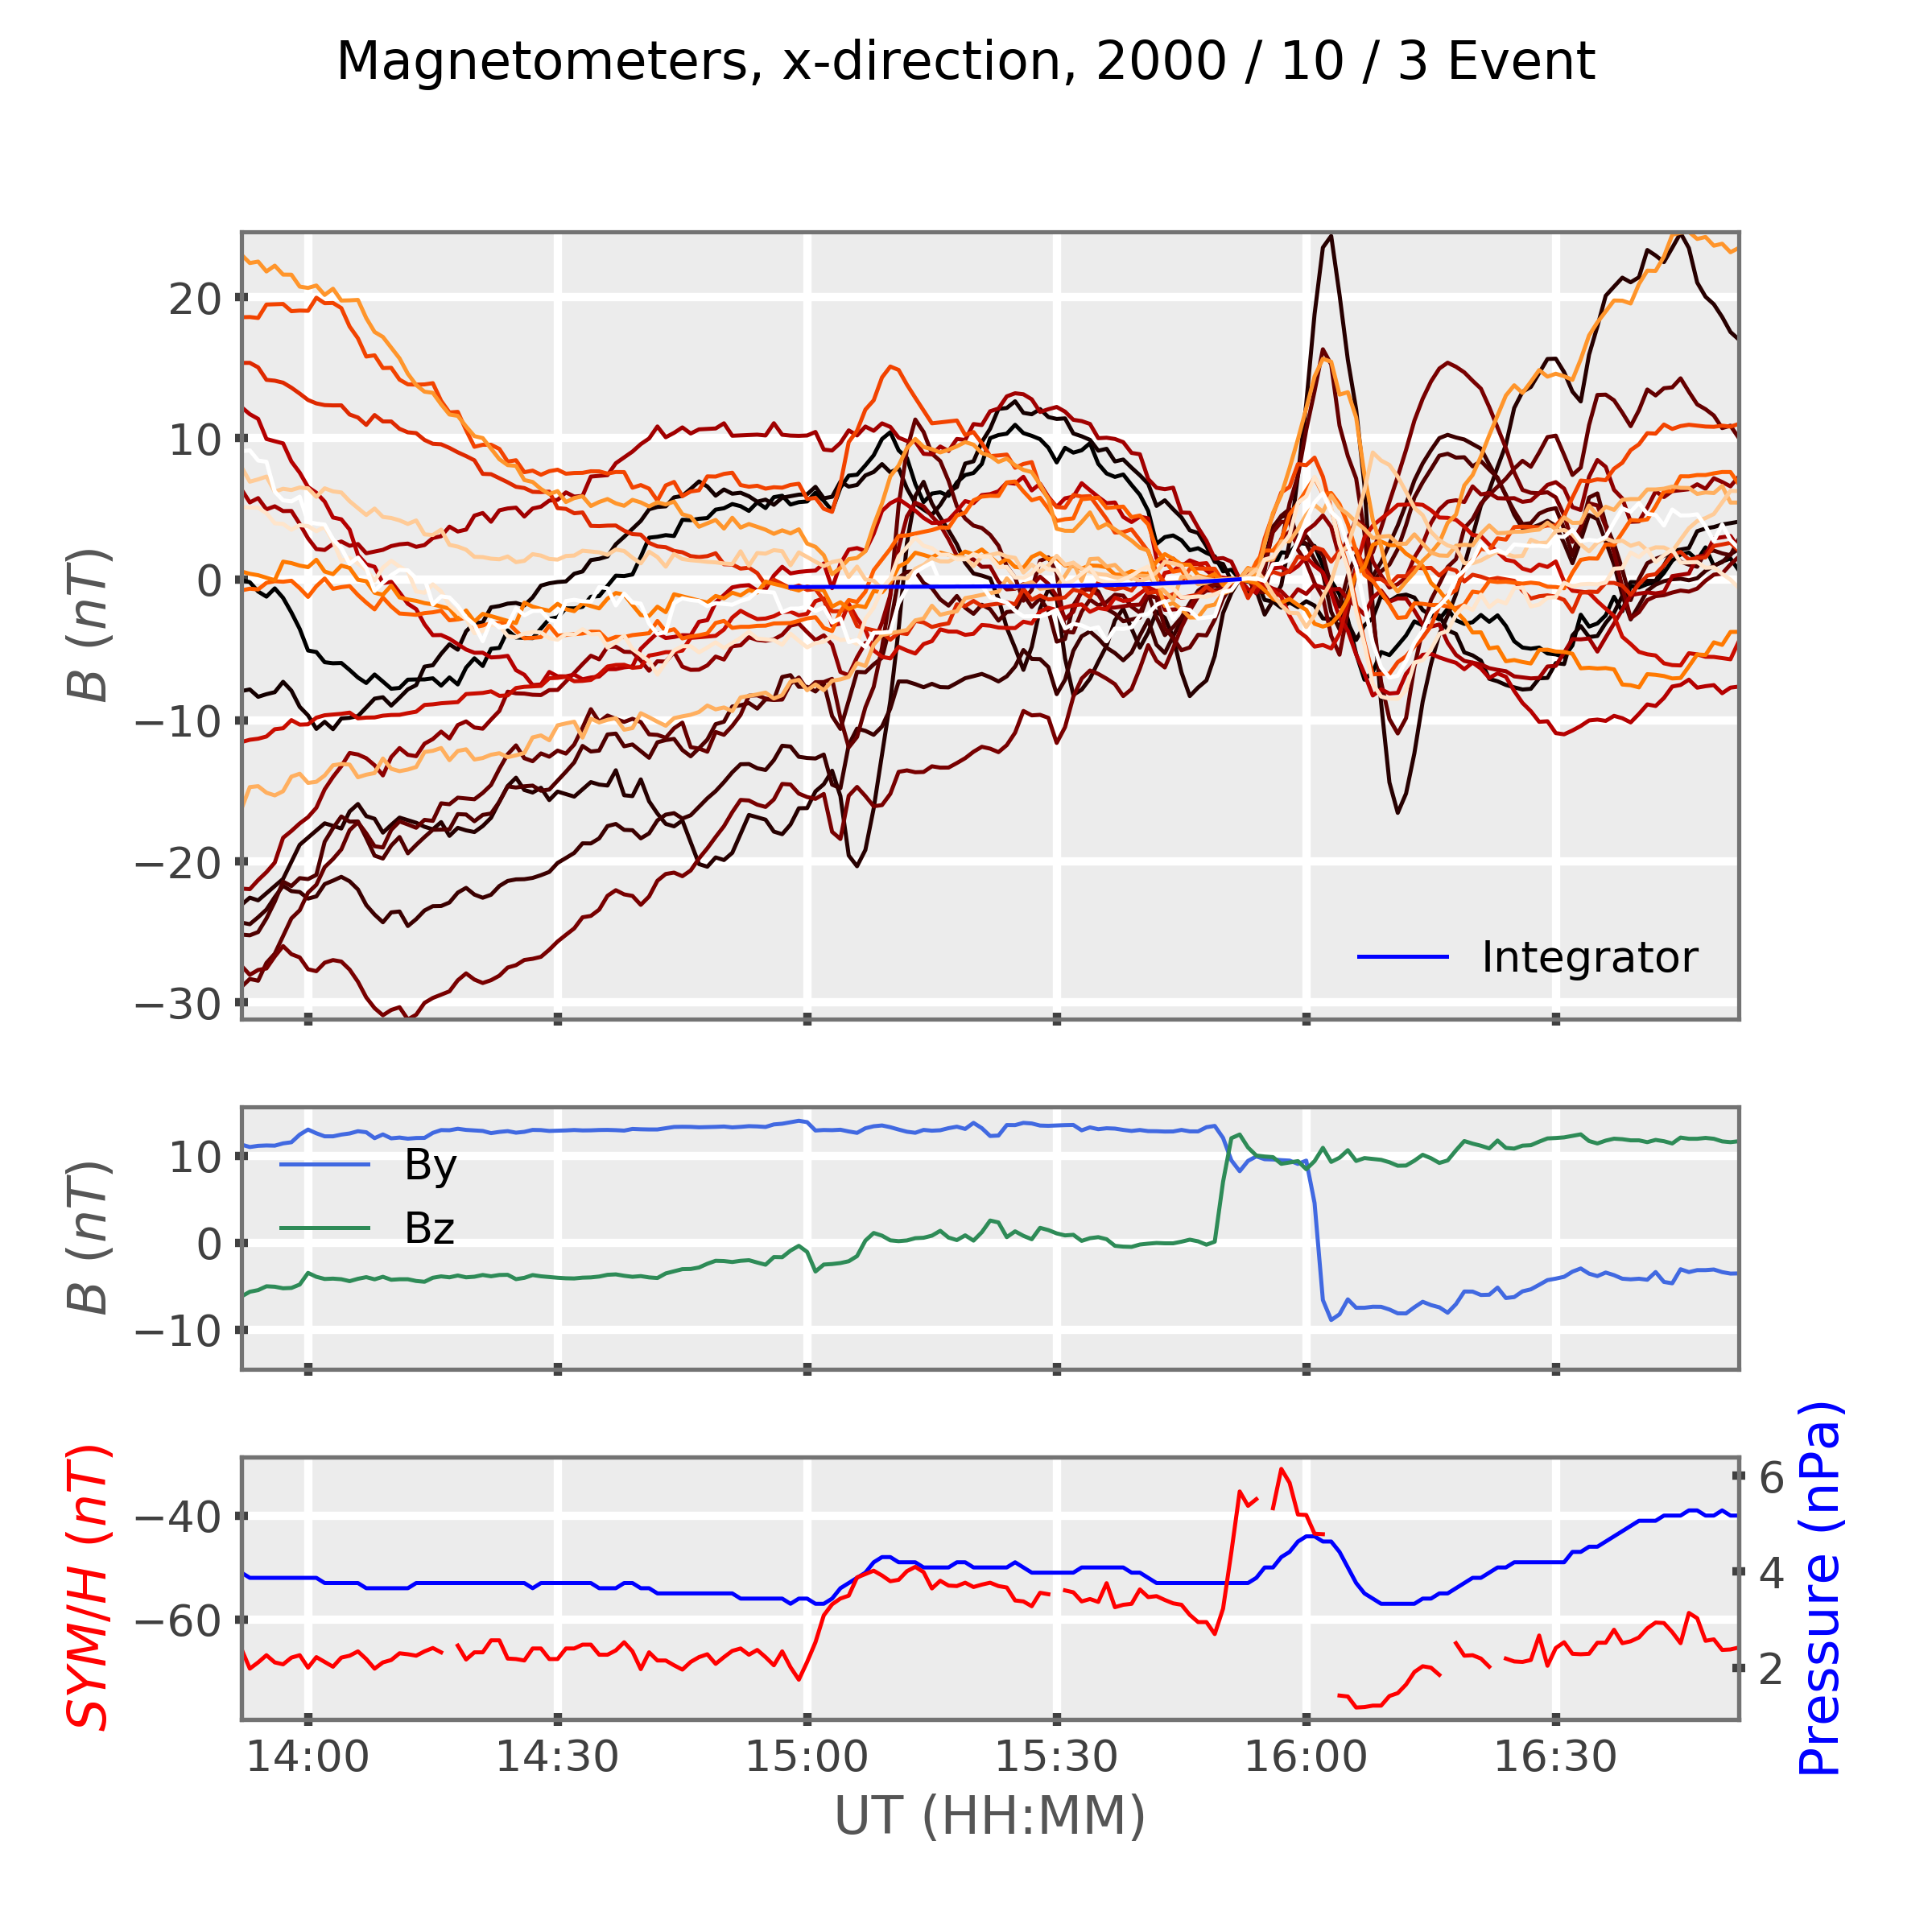 Magnetometers, x-direction, 2000 / 10 / 3 Event
B (nT)
20
10
0
−10
−20
−30
Integrator
B (nT)
10
0
−10
By
Bz
SYM/H (nT)
−40
−60
6
4
2
Pressure (nPa)
14:00 14:30 15:00 15:30 16:00 16:30
UT (HH:MM)